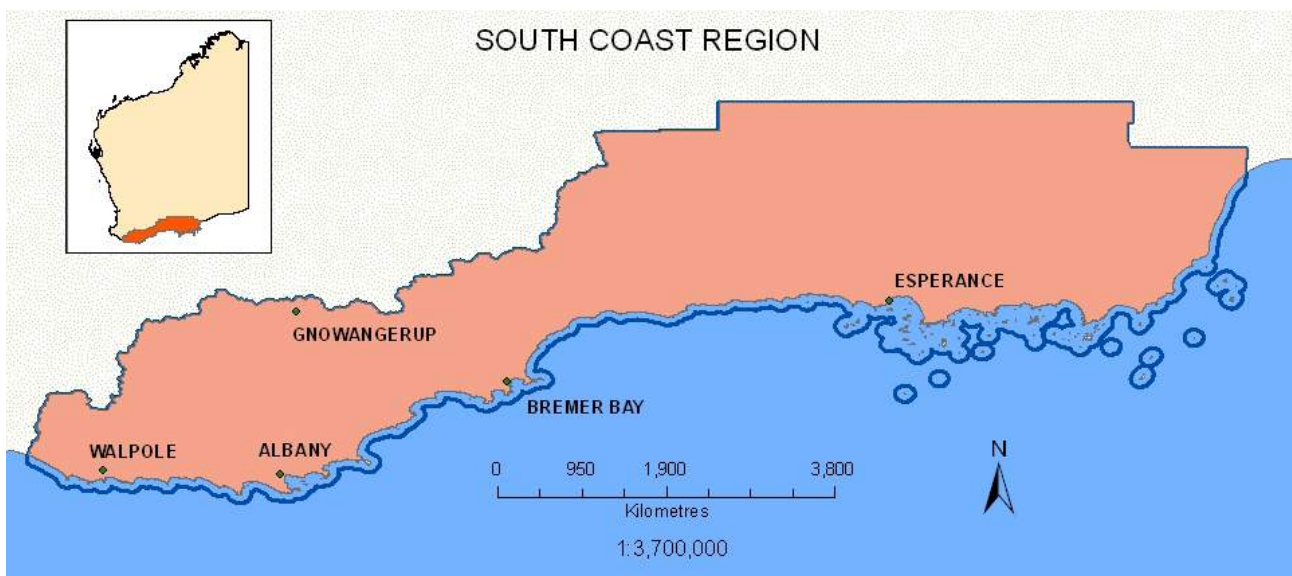 SOUTH COAST REGION
ESPERANCE
GNOWANGERUP
BREMER BAY
WALPOLE
ALBANY
N
0 950 1,900 3,800
Kilometres
1:3,700,000